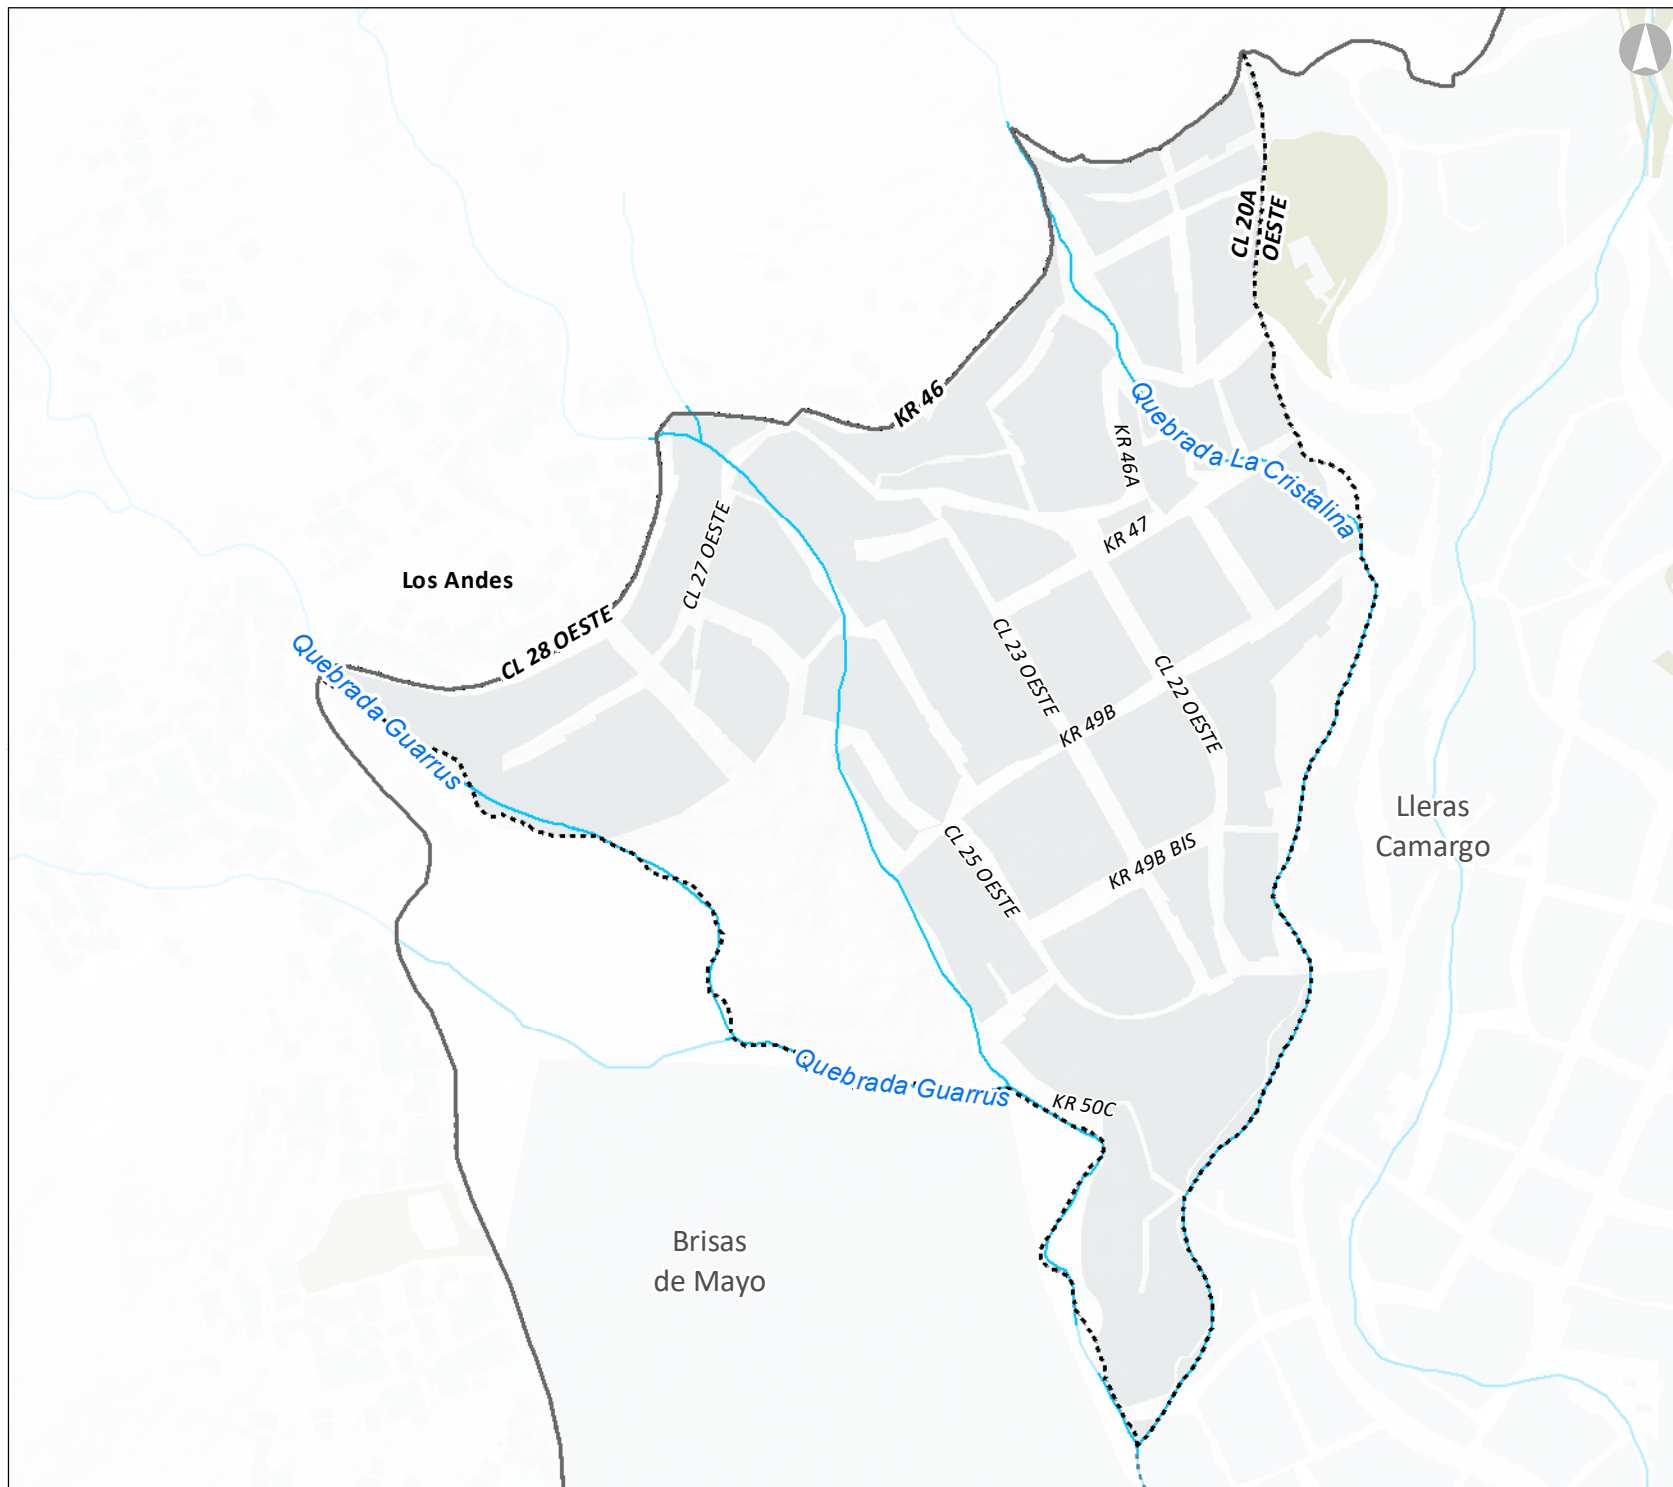 CL 20A
OESTE
KR 46
Quebrada La Cristalina
KR 46A
KR 47
CL 27 OESTE
Los Andes
CL 28 OESTE
Quebrada Guarrus
CL 23 OESTE
CL 22 OESTE
KR 49B
Lleras
Camargo
CL 25 OESTE
KR 49B BIS
Quebrada Guarrus
KR 50C
Brisas
de Mayo